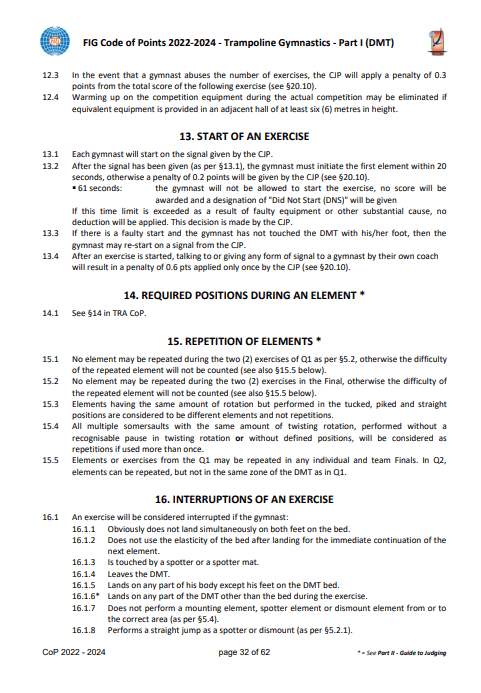 FIG Code of Points 2022-2024 - Trampoline Gymnastics - Part I (DMT)
12.3 In the event that a gymnast abuses the number of exercises, the CJP will apply a penalty of 0.3
points from the total score of the following exercise (see §20.10).
12.4 Warming up on the competition equipment during the actual competition may be eliminated if
equivalent equipment is provided in an adjacent hall of at least six (6) metres in height.
13. START OF AN EXERCISE
13.1 Each gymnast will start on the signal given by the CJP.
13.2 After the signal has been given (as per §13.1), the gymnast must initiate the first element within 20
seconds, otherwise a penalty of 0.2 points will be given by the CJP (see §20.10).
▪ 61 seconds: the gymnast will not be allowed to start the exercise, no score will be
awarded and a designation of "Did Not Start (DNS)" will be given
If this time limit is exceeded as a result of faulty equipment or other substantial cause, no
deduction will be applied. This decision is made by the CJP.
13.3 If there is a faulty start and the gymnast has not touched the DMT with his/her foot, then the
gymnast may re-start on a signal from the CJP.
13.4 After an exercise is started, talking to or giving any form of signal to a gymnast by their own coach
will result in a penalty of 0.6 pts applied only once by the CJP (see §20.10).
14. REQUIRED POSITIONS DURING AN ELEMENT *
14.1 See §14 in TRA CoP.
15. REPETITION OF ELEMENTS *
15.1 No element may be repeated during the two (2) exercises of Q1 as per §5.2, otherwise the difficulty
of the repeated element will not be counted (see also §15.5 below).
15.2 No element may be repeated during the two (2) exercises in the Final, otherwise the difficulty of
the repeated element will not be counted (see also §15.5 below).
15.3 Elements having the same amount of rotation but performed in the tucked, piked and straight
positions are considered to be different elements and not repetitions.
15.4 All multiple somersaults with the same amount of twisting rotation, performed without a
recognisable pause in twisting rotation or without defined positions, will be considered as
repetitions if used more than once.
15.5 Elements or exercises from the Q1 may be repeated in any individual and team Finals. In Q2,
elements can be repeated, but not in the same zone of the DMT as in Q1.
16. INTERRUPTIONS OF AN EXERCISE
16.1 An exercise will be considered interrupted if the gymnast:
16.1.1 Obviously does not land simultaneously on both feet on the bed.
16.1.2 Does not use the elasticity of the bed after landing for the immediate continuation of the
next element.
16.1.3 Is touched by a spotter or a spotter mat.
16.1.4 Leaves the DMT.
16.1.5 Lands on any part of his body except his feet on the DMT bed.
16.1.6* Lands on any part of the DMT other than the bed during the exercise.
16.1.7 Does not perform a mounting element, spotter element or dismount element from or to
the correct area (as per §5.4).
16.1.8 Performs a straight jump as a spotter or dismount (as per §5.2.1).
CoP 2022 - 2024 page 32 of 62 * = See Part II - Guide to Judging